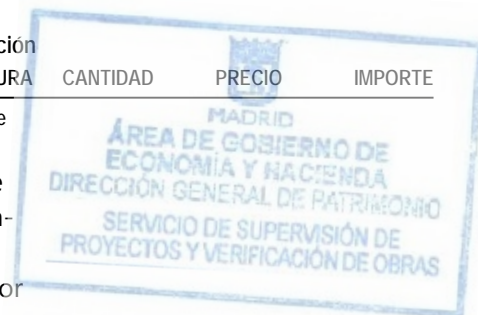 ción
URA CANTIDAD PRECIO IMPORTE
MADRID
e
ÁREA DE GOBIERNO DE
ECONOMÍA Y HACIENDA
e
DIRECCIÓN GENERAL DE PATRIMONIO
n-
SERVICIO DE SUPERVISIÓN DE
PROYECTOS Y VERIFICACIÓN DE OBRAS
or